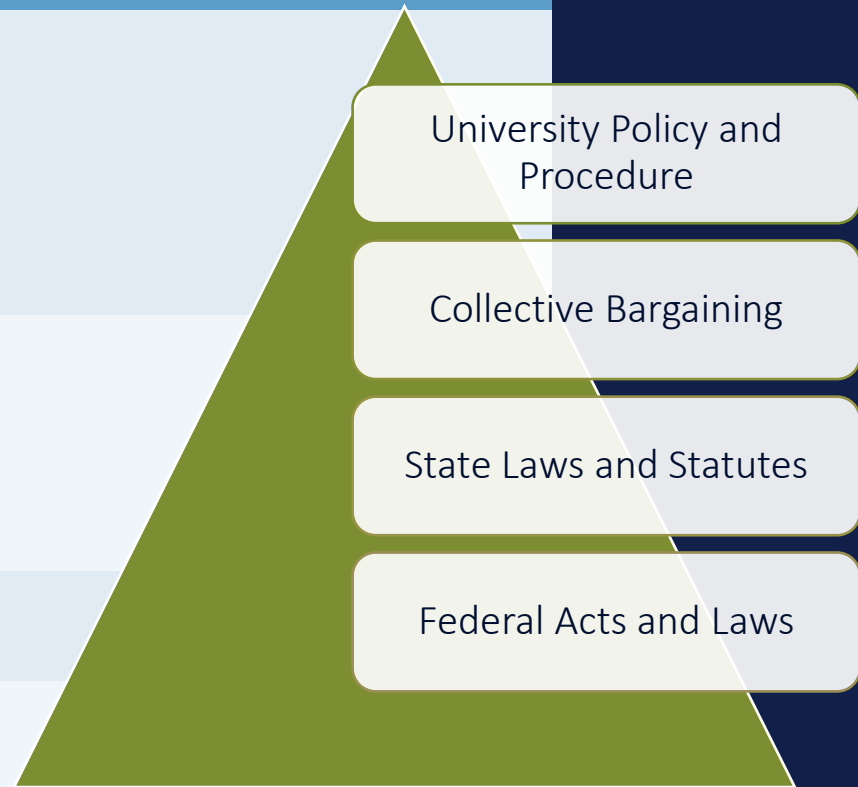 University Policy and
Procedure
Collective Bargaining
State Laws and Statutes
Federal Acts and Laws